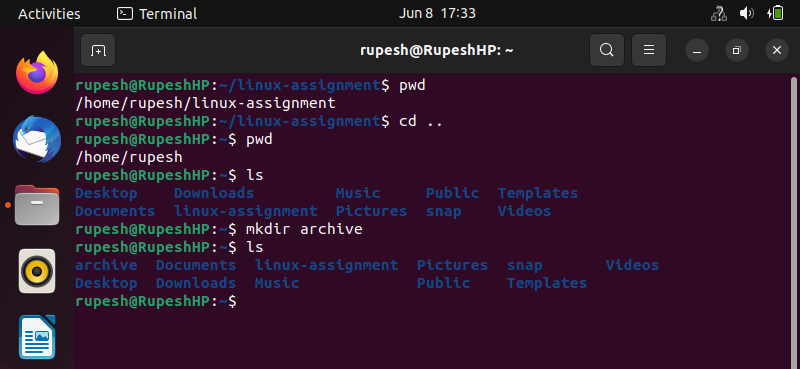 Activities Terminal Jun 8 17:33
rupesh@RupeshHP: ~
rupesh@RupeshHP:~/linux-assignment$ pwd
/home/rupesh/linux-assignment
rupesh@RupeshHP:~/linux-assignment$ cd ..
rupesh@RupeshHP:~$ pwd
/home/rupesh
rupesh@RupeshHP:~$ ls
Desktop Downloads Music Public Templates
Documents linux-assignment Pictures snap Videos
rupesh@RupeshHP:~$ mkdir archive
rupesh@RupeshHP:~$ ls
archive Documents linux-assignment Pictures snap Videos
Desktop Downloads Music Public Templates
rupesh@RupeshHP:~$